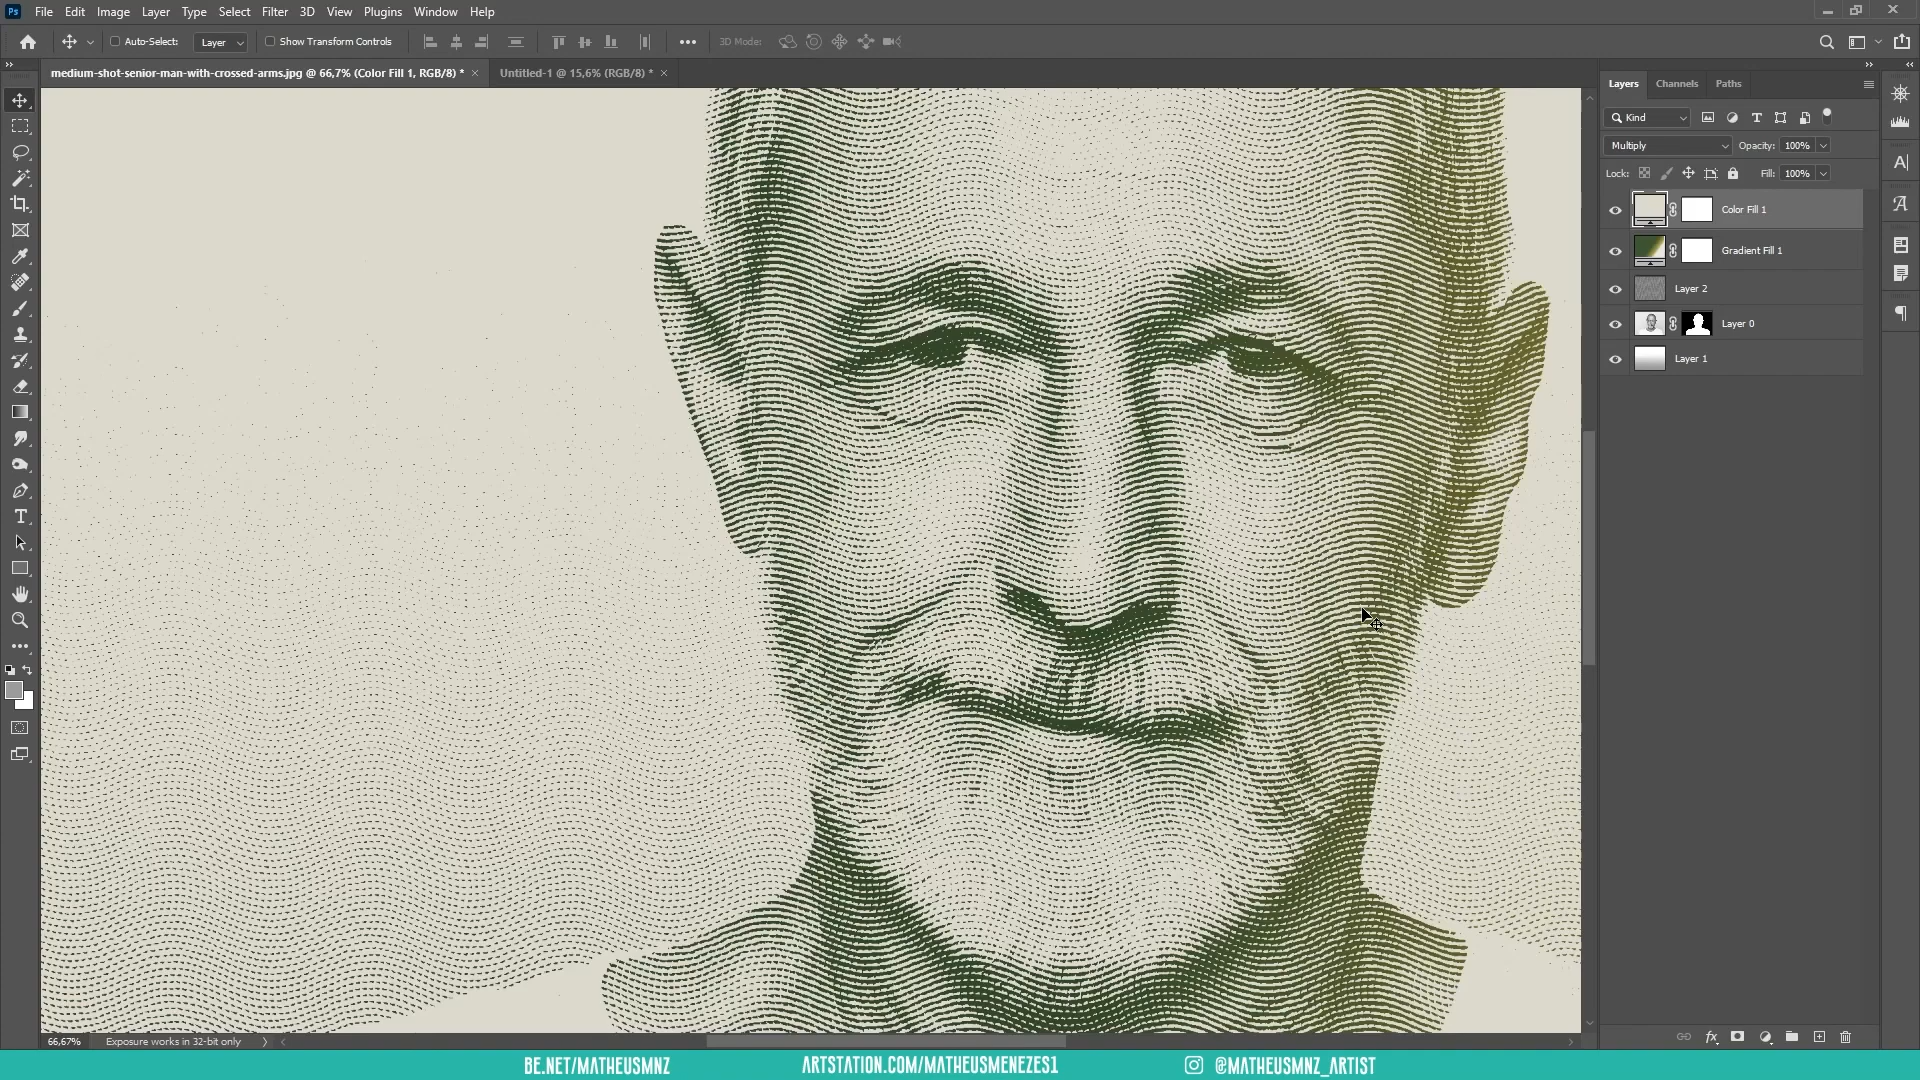 Ps File Edit Image Layer Type Select Filter 3D View Plugins Window Help
Auto-Select: Layer Show Transform Controls 3D Mode:
medium-shot-senior-man-with-crossed-arms.jpg @ 66,7% (Color Fill 1, RGB/8) * Untitled-1 @ 15,6% (RGB/8) *
Layers Channels Paths
Kind
Multiply Opacity: 100%
Lock: Fill: 100%
Color Fill 1
Gradient Fill 1
Layer 2
Layer 0
Layer 1
66,67% Exposure works in 32-bit only
BE.NET/MATHEUSMNZ ARTSTATION.COM/MATHEUSMENEZES1 @MATHEUSMNZ_ARTIST